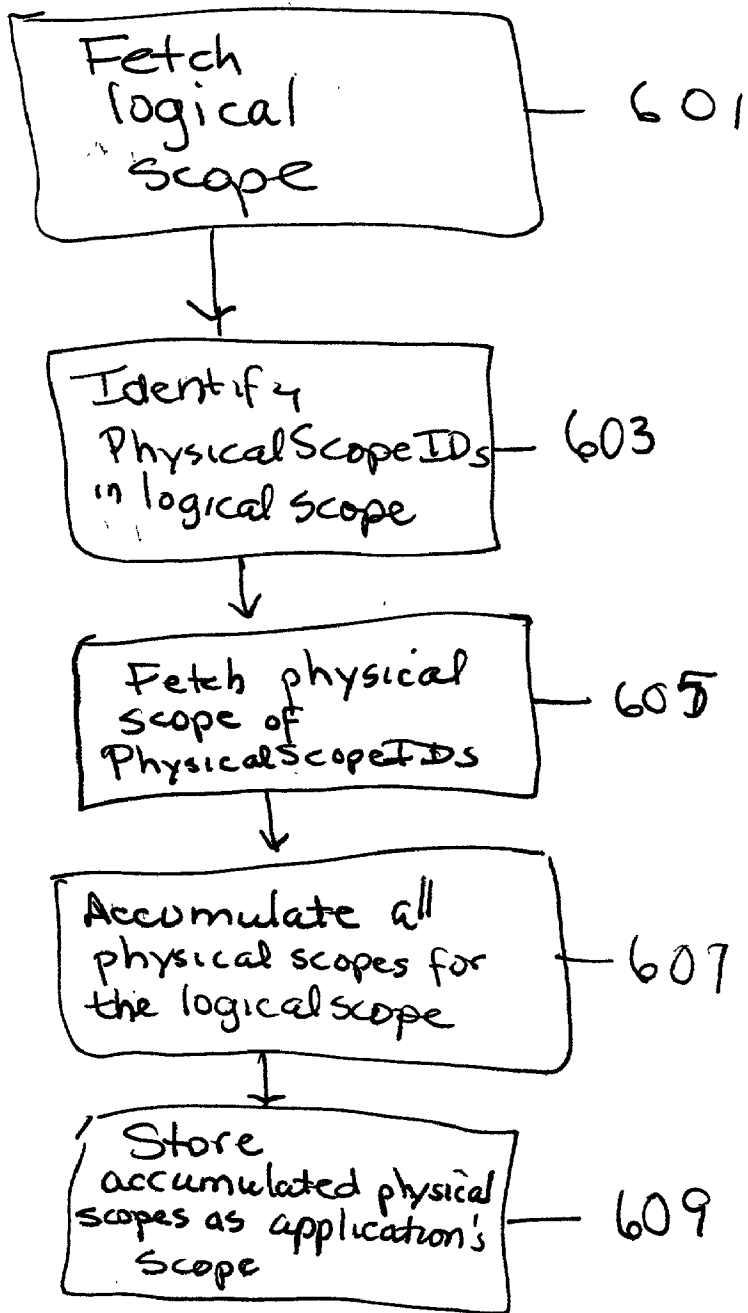 Fetch
logical
scope
601
Identify
PhysicalScopeIDs
in logical scope
603
Fetch physical
scope of
PhysicalScopeIDs
605
Accumulate all
physical scopes for
the logical scope
607
Store
accumulated physical
scopes as application's
scope
609